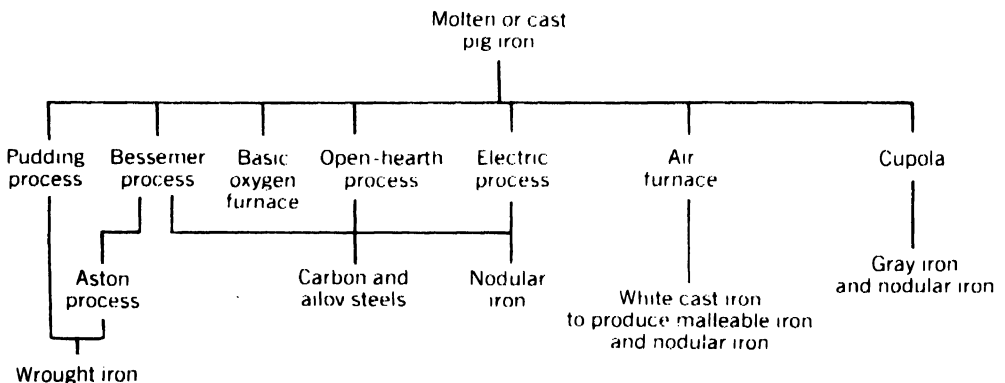 Molten or cast
pig iron
Pudding
process
Bessemer
process
Basic
oxygen
furnace
Open-hearth
process
Electric
process
Air
furnace
Cupola
Aston
process
Carbon and
alloy steels
Nodular
iron
White cast iron
to produce malleable iron
and nodular iron
Gray iron
and nodular iron
Wrought iron